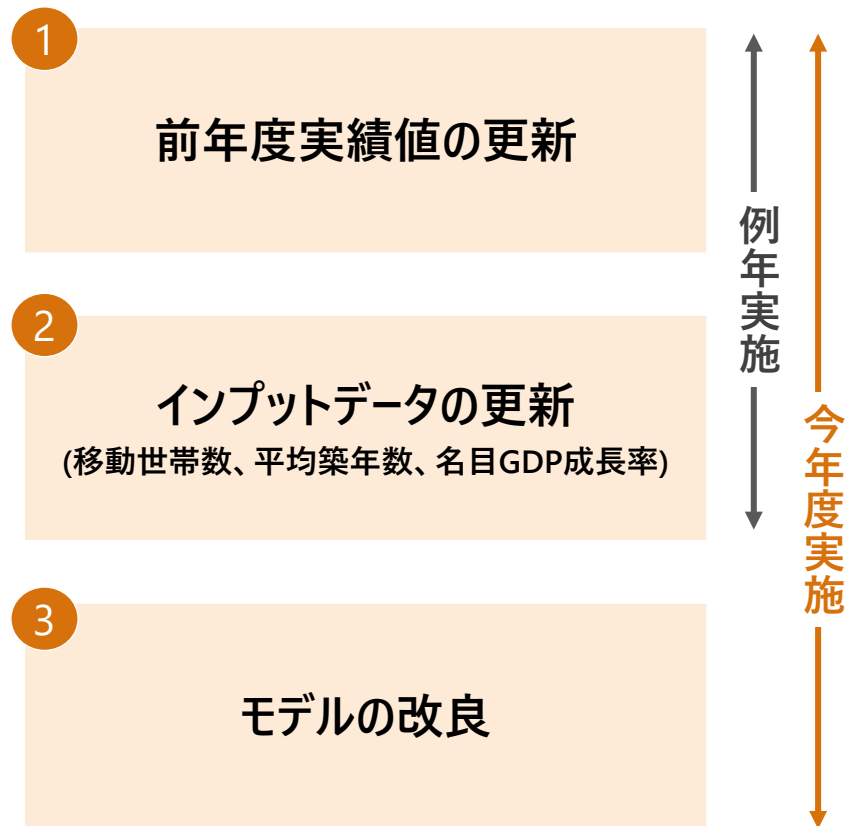 1
前年度実績値の更新
2
インプットデータの更新
(移動世帯数、平均築年数、名目GDP成長率)
3
モデルの改良
例年実施
今年度実施